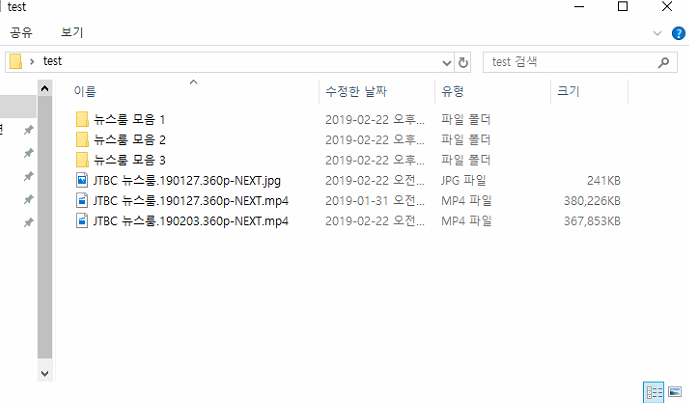 test
공유 보기
test test 검색
이름 수정한 날짜 유형 크기
뉴스룸 모음 1 2019-02-22 오후... 파일 폴더
뉴스룸 모음 2 2019-02-22 오후... 파일 폴더
뉴스룸 모음 3 2019-02-22 오후... 파일 폴더
JTBC 뉴스룸.190127.360p-NEXT.jpg 2019-02-22 오전... JPG 파일 241KB
JTBC 뉴스룸.190127.360p-NEXT.mp4 2019-01-31 오전... MP4 파일 380,226KB
JTBC 뉴스룸.190203.360p-NEXT.mp4 2019-02-22 오전... MP4 파일 367,853KB